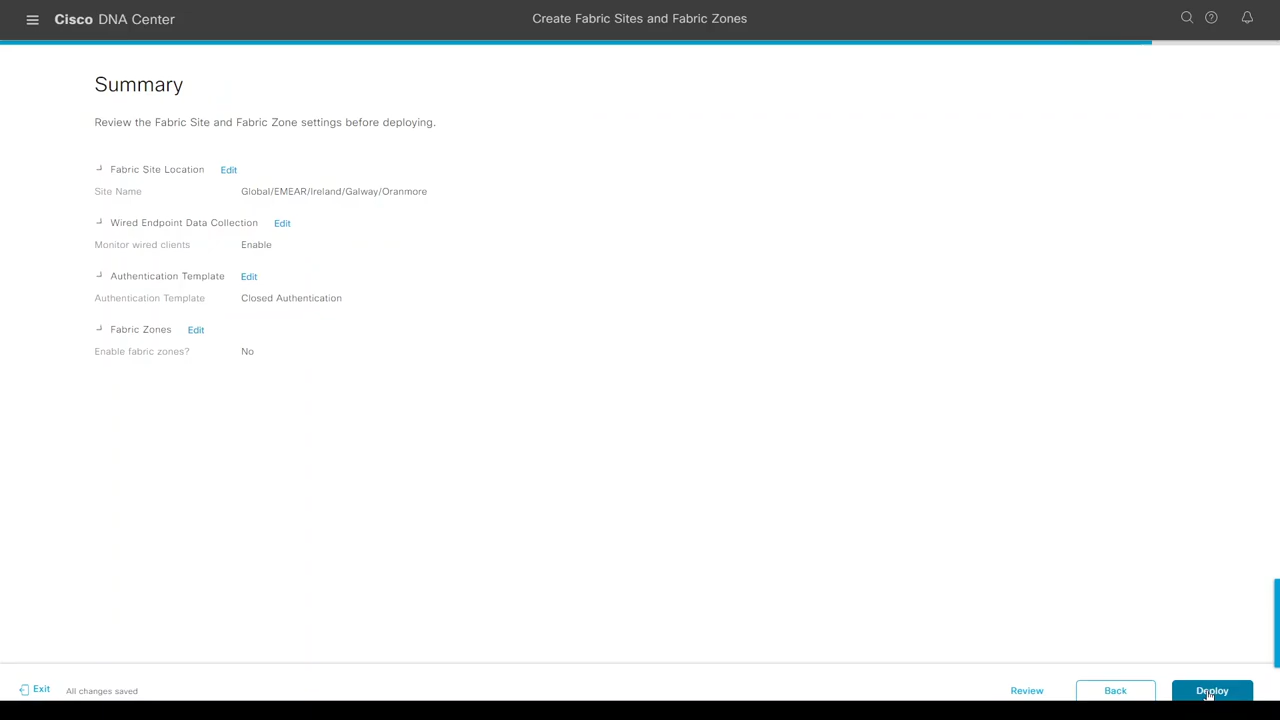 Cisco DNA Center
Create Fabric Sites and Fabric Zones
Summary
Review the Fabric Site and Fabric Zone settings before deploying.
Fabric Site Location Edit
Site Name Global/EMEAR/Ireland/Galway/Oranmore
Wired Endpoint Data Collection Edit
Monitor wired clients Enable
Authentication Template Edit
Authentication Template Closed Authentication
Fabric Zones Edit
Enable fabric zones? No
Exit All changes saved Review Back Deploy